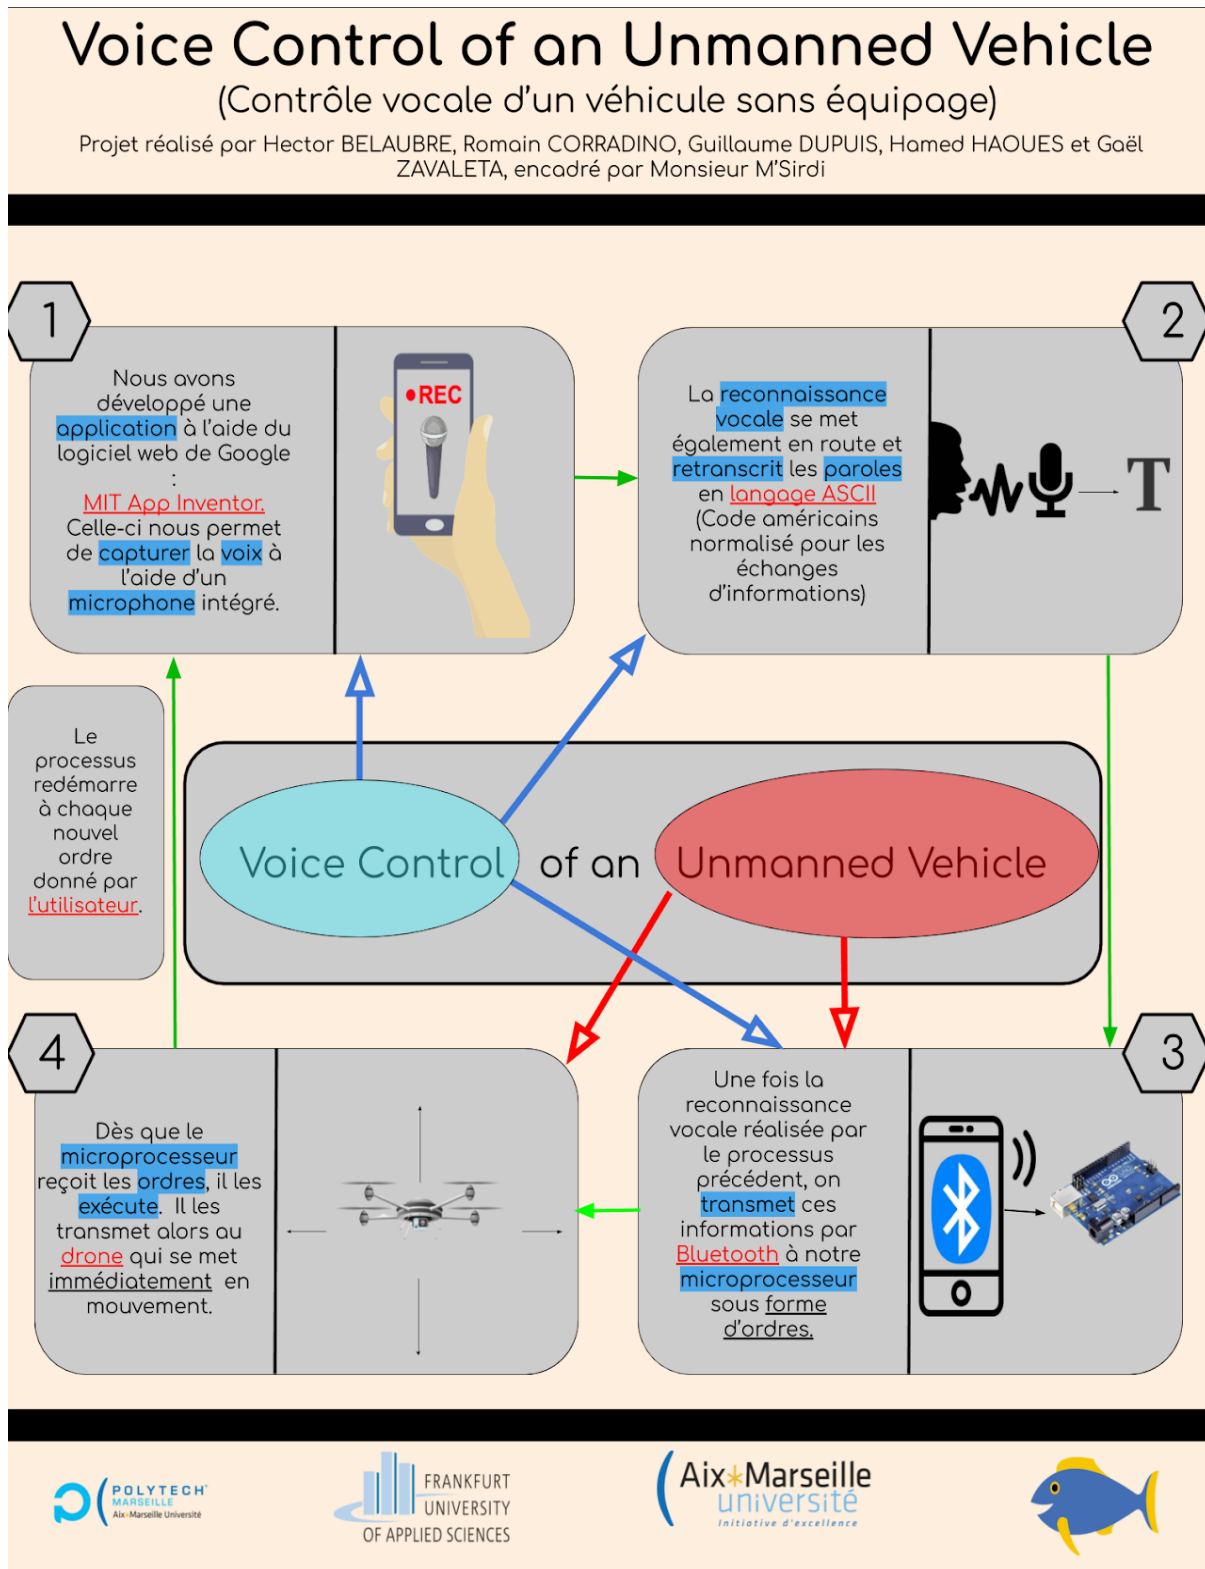 Voice Control of an Unmanned Vehicle
(Contrôle vocale d'un véhicule sans équipage)
Projet réalisé par Hector BELAUBRE, Romain CORRADINO, Guillaume DUPUIS, Hamed HAOUES et Gaël
ZAVALETA, encadré par Monsieur M'Sirdi
1
Nous avons
développé une
application à l'aide du
logiciel web de Google
:
MIT App Inventor.
Celle-ci nous permet
de capturer la voix à
l'aide d'un
microphone intégré.
REC
2
La reconnaissance
vocale se met
également en route et
retranscrit les paroles
en langage ASCII
(Code américains
normalisé pour les
échanges
d'informations)
T
Le
processus
redémarre
à chaque
nouvel
ordre
donné par
l'utilisateur.
Voice Control of an Unmanned Vehicle
4
Dès que le
microprocesseur
reçoit les ordres, il les
exécute. Il les
transmet alors au
drone qui se met
immédiatement en
mouvement.
3
Une fois la
reconnaissance
vocale réalisée par
le processus
précédent, on
transmet ces
informations par
Bluetooth à notre
microprocesseur
sous forme
d'ordres.
POLYTECH
MARSEILLE
Aix*Marseille Université
FRANKFURT
UNIVERSITY
OF APPLIED SCIENCES
Aix*Marseille
université
Initiative d'excellence